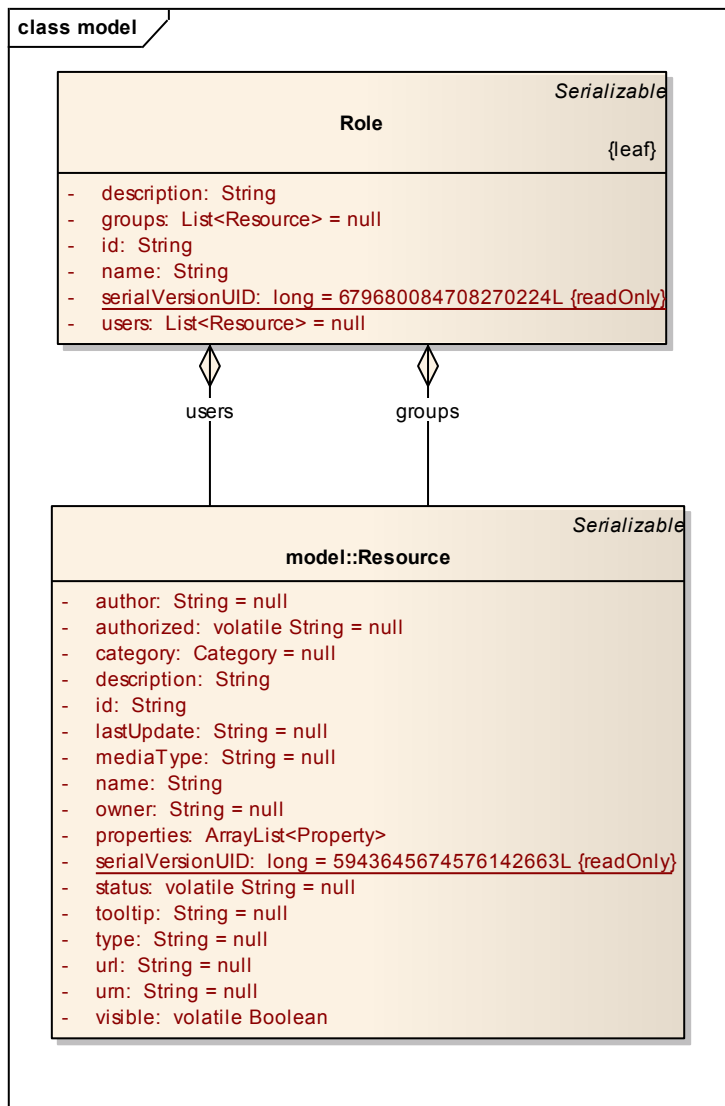 class model
Serializable
Role
{leaf}
- description: String
- groups: List<Resource> = null
- id: String
- name: String
- serialVersionUID: long = 679680084708270224L {readOnly}
- users: List<Resource> = null
users groups
Serializable
model::Resource
- author: String = null
- authorized: volatile String = null
- category: Category = null
- description: String
- id: String
- lastUpdate: String = null
- mediaType: String = null
- name: String
- owner: String = null
- properties: ArrayList<Property>
- serialVersionUID: long = 5943645674576142663L {readOnly}
- status: volatile String = null
- tooltip: String = null
- type: String = null
- url: String = null
- urn: String = null
- visible: volatile Boolean